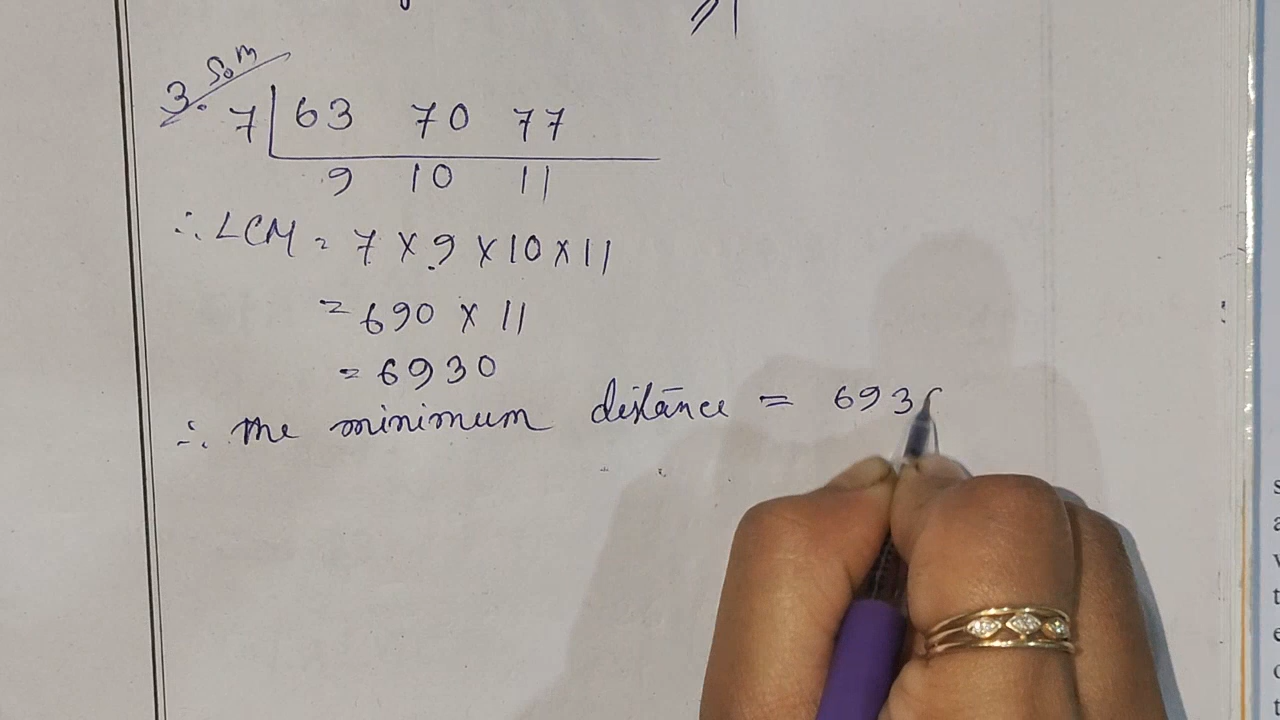 3. Soln
7 63 70 77
9 10 11
∴ LCM = 7 × 9 × 10 × 11
= 690 × 11
= 6930
∴ The minimum distance = 693